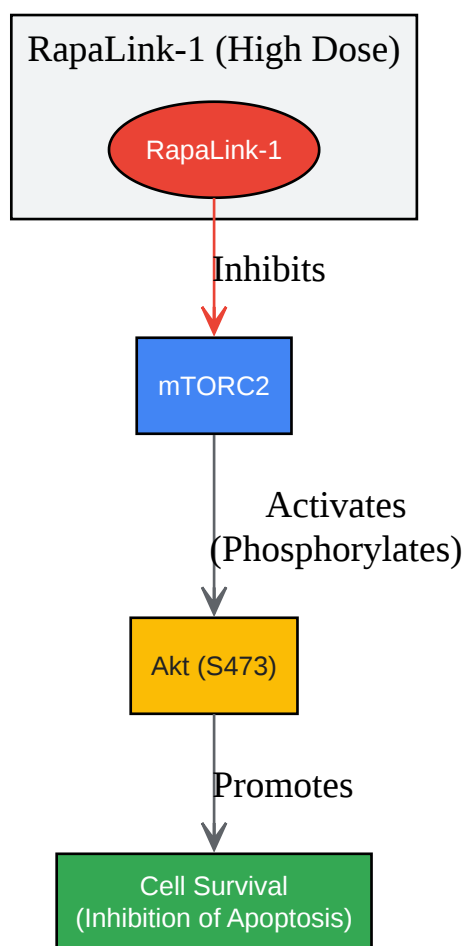 RapaLink-1 (High Dose)
RapaLink-1
Inhibits
mTORC2
Activates
(Phosphorylates)
Akt (S473)
Promotes
Cell Survival
(Inhibition of Apoptosis)